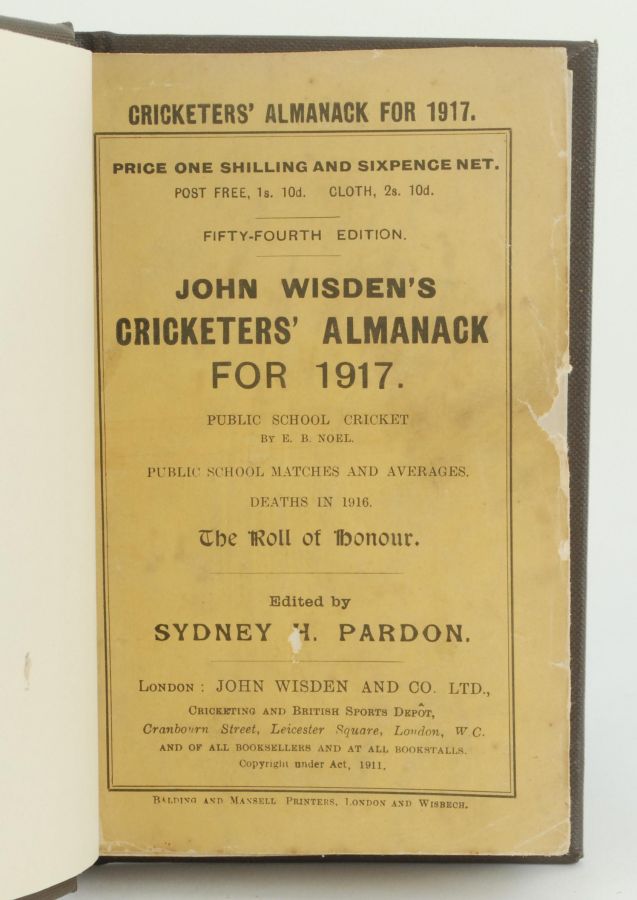 CRICKETERS' ALMANACK FOR 1917.
PRICE ONE SHILLING AND SIXPENCE NET.
POST FREE, 1s. 10d. CLOTH, 2s. 10d.
FIFTY-FOURTH EDITION.
JOHN WISDEN'S
CRICKETERS' ALMANACK
FOR 1917.
PUBLIC SCHOOL CRICKET
BY E. B. NOEL.
PUBLIC SCHOOL MATCHES AND AVERAGES.
DEATHS IN 1916.
The Roll of Honour.
Edited by
SYDNEY H. PARDON.
LONDON: JOHN WISDEN AND CO. LTD.,
CRICKETING AND BRITISH SPORTS DEPÔT,
Cranbourn Street, Leicester Square, London, W C.
AND OF ALL BOOKSELLERS AND AT ALL BOOKSTALLS.
Copyright under Act, 1911.
BALDING AND MANSELL PRINTERS, LONDON AND WISBECH.